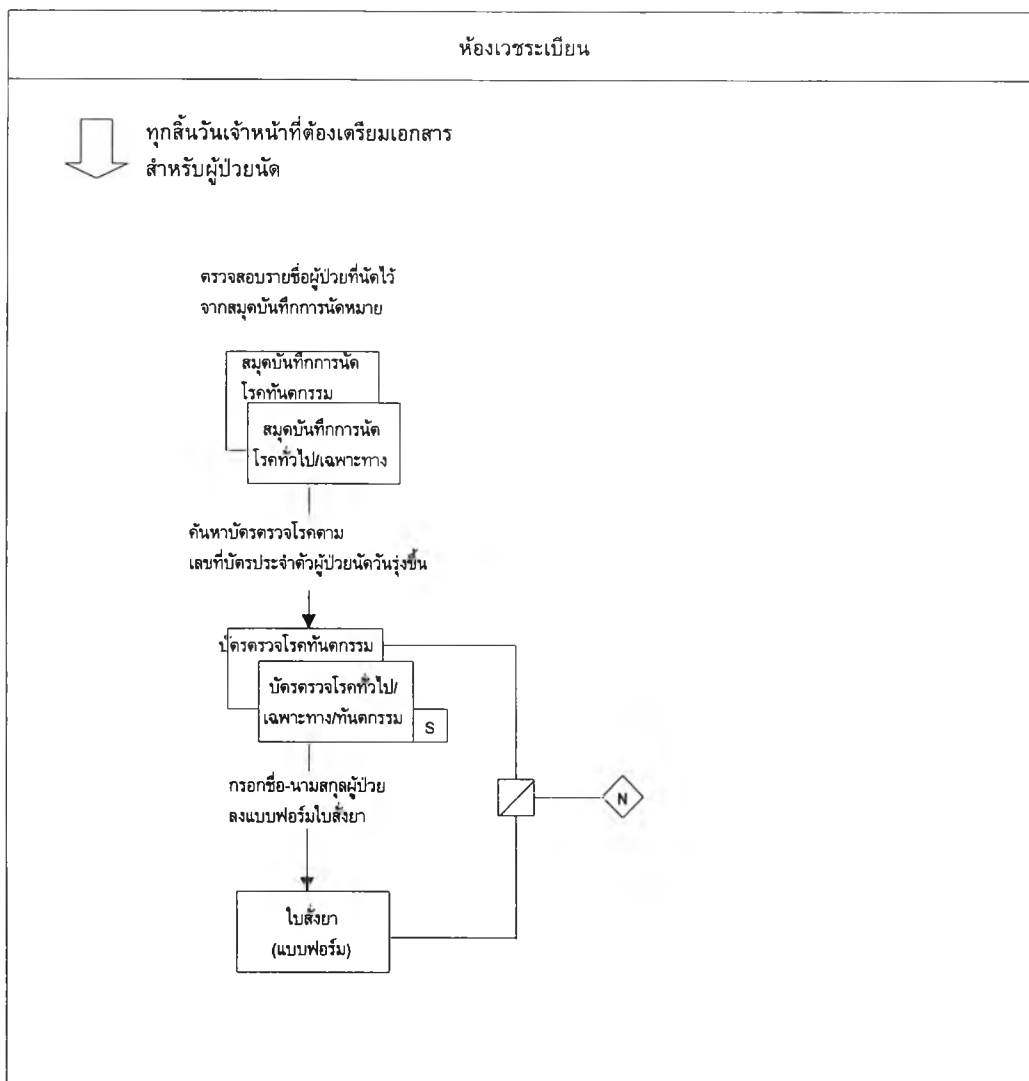 ห้องเวชระเบียน
ทุกสิ้นวันเจ้าหน้าที่ต้องเตรียมเอกสาร
สำหรับผู้ป่วยนัด
ตรวจสอบรายชื่อผู้ป่วยที่นัดไว้
จากสมุดบันทึกการนัดหมาย
สมุดบันทึกการนัด
โรคทันตกรรม
สมุดบันทึกการนัด
โรคทั่วไป/เฉพาะทาง
ค้นหาบัตรตรวจโรคตาม
เลขที่บัตรประจำตัวผู้ป่วยนัดวันรุ่งขึ้น
บัตรตรวจโรคทันตกรรม
บัตรตรวจโรคทั่วไป/
เฉพาะทาง/ทันตกรรม
S
กรอกชื่อ-นามสกุลผู้ป่วย
ลงแบบฟอร์มใบสั่งยา
N
ใบสั่งยา
(แบบฟอร์ม)